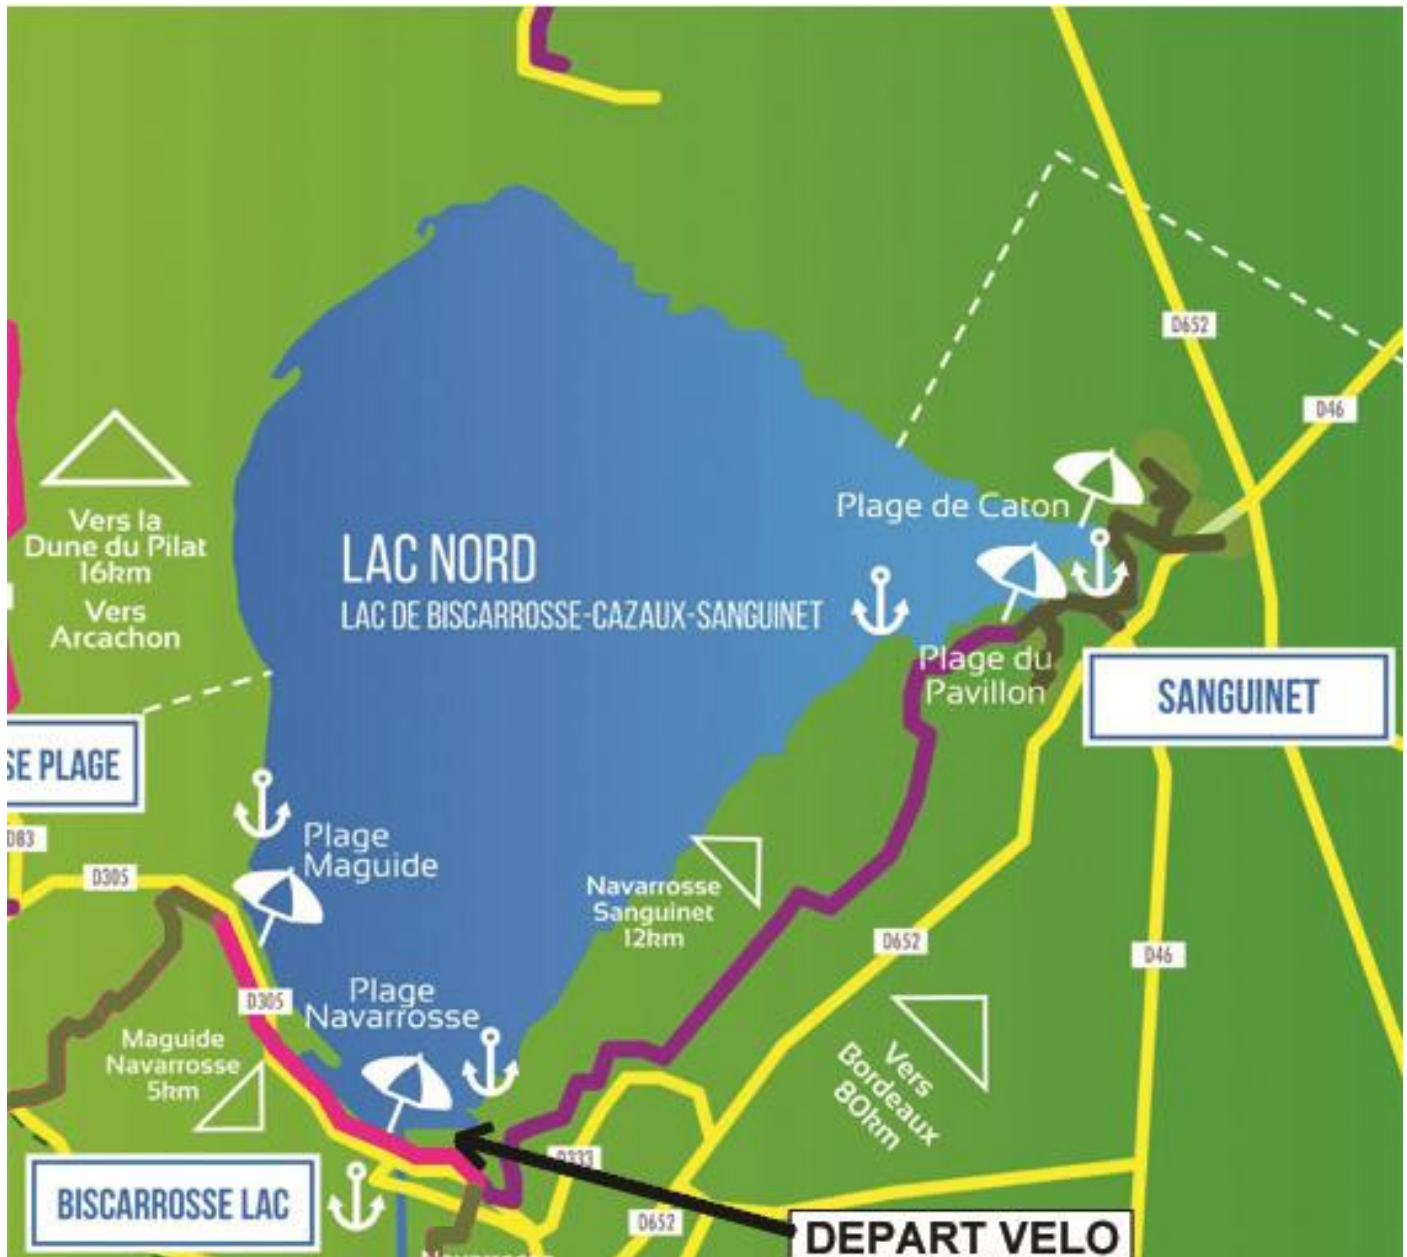 D652
D46
Plage de Caton
Vers la
Dune du Pilat
16km
Vers
Arcachon
LAC NORD
LAC DE BISCARROSSE-CAZAUX-SANGUINET
Plage du
Pavillon
SANGUINET
SE PLAGE
D83
Plage
Maguide
D305
Navarrosse
Sanguinet
12km
D652
D46
D305
Plage
Navarrosse
Maguide
Navarrosse
5km
Vers
Bordeaux
80km
D333
BISCARROSSE LAC
D652
DEPART VELO
Navarrosse